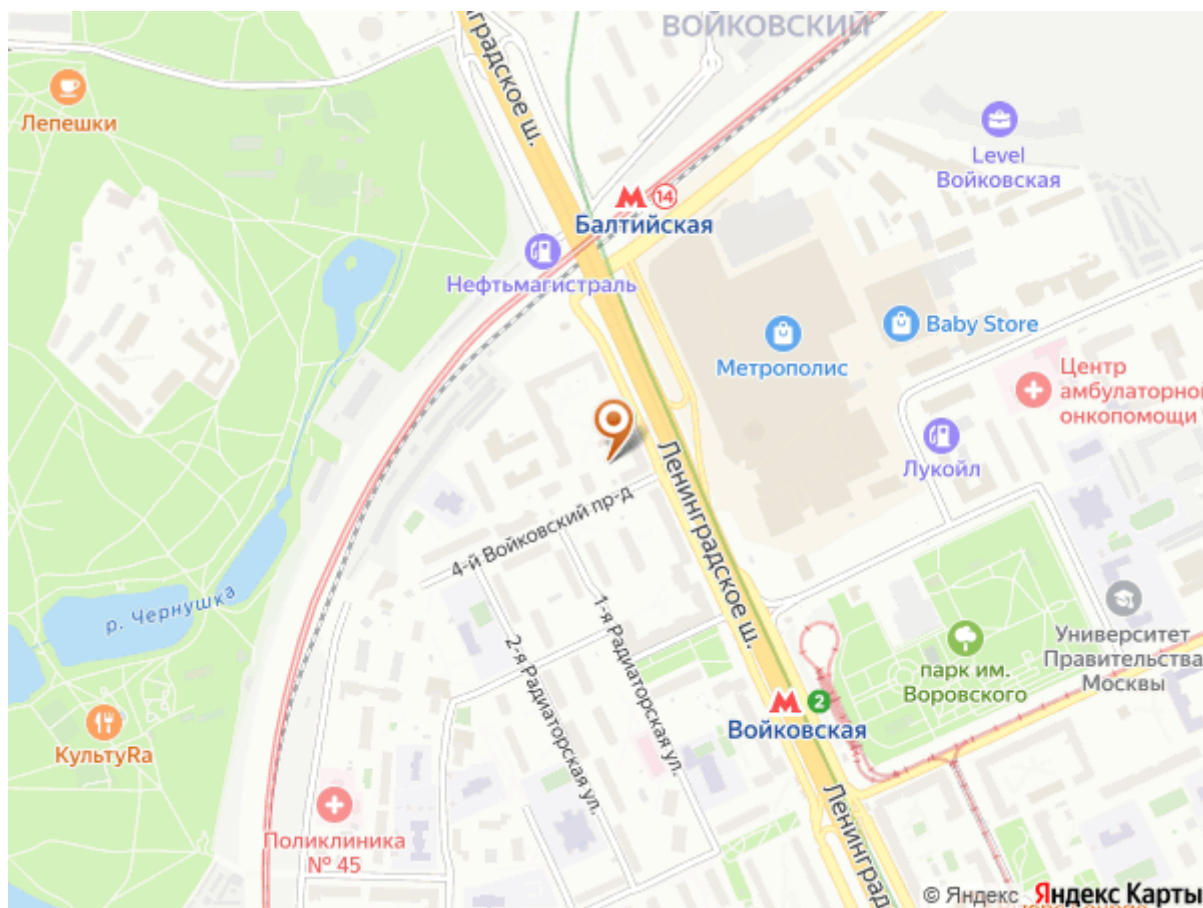 ВОЙКОВСКИЙ
нградское ш.
Лепешки
Level
Войковская
14
Балтийская
Нефтьмагистраль
Baby Store
Метрополис
Центр
амбулаторной
онкопомощи
Лукойл
Ленинградское ш.
4-й Войковский пр-д
р. Чернушка
1-я Радиаторская ул.
2-я Радиаторская ул.
Университет
Правительства
Москвы
парк им.
Воровского
2
Войковская
КультуRa
Поликлиника
№ 45
Ленинград
© Яндекс Яндекс Карты